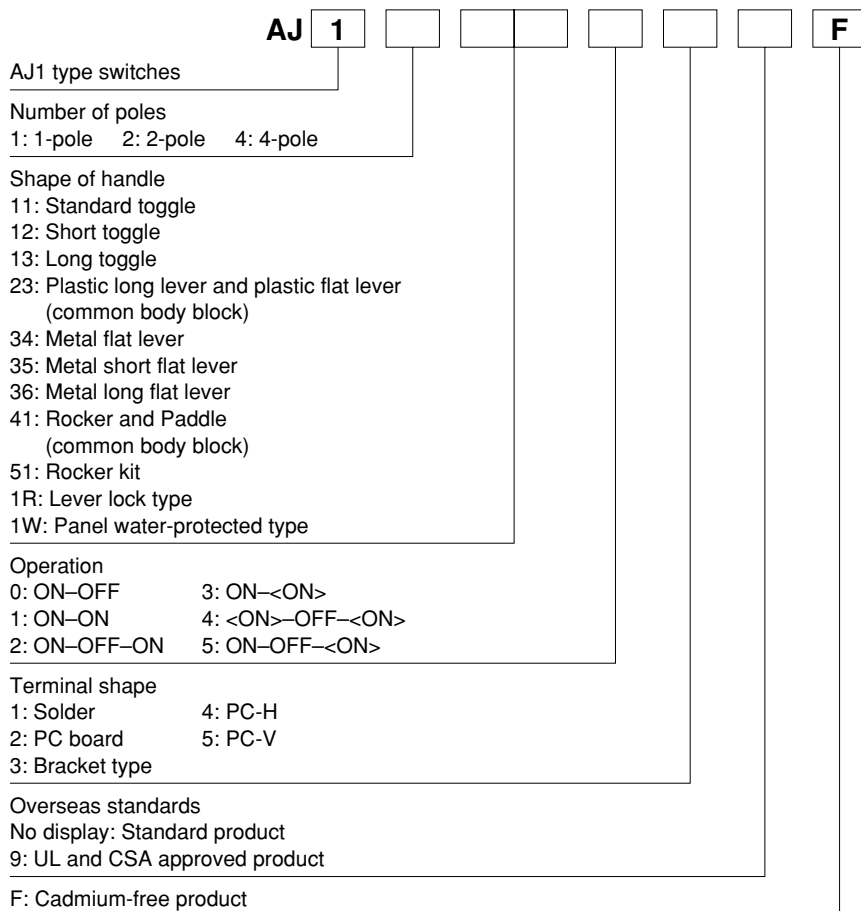 AJ 1 F
AJ1 type switches
Number of poles
1: 1-pole 2: 2-pole 4: 4-pole
Shape of handle
11: Standard toggle
12: Short toggle
13: Long toggle
23: Plastic long lever and plastic flat lever
(common body block)
34: Metal flat lever
35: Metal short flat lever
36: Metal long flat lever
41: Rocker and Paddle
(common body block)
51: Rocker kit
1R: Lever lock type
1W: Panel water-protected type
Operation
0: ON–OFF 3: ON–<ON>
1: ON–ON 4: <ON>–OFF–<ON>
2: ON–OFF–ON 5: ON–OFF–<ON>
Terminal shape
1: Solder 4: PC-H
2: PC board 5: PC-V
3: Bracket type
Overseas standards
No display: Standard product
9: UL and CSA approved product
F: Cadmium-free product